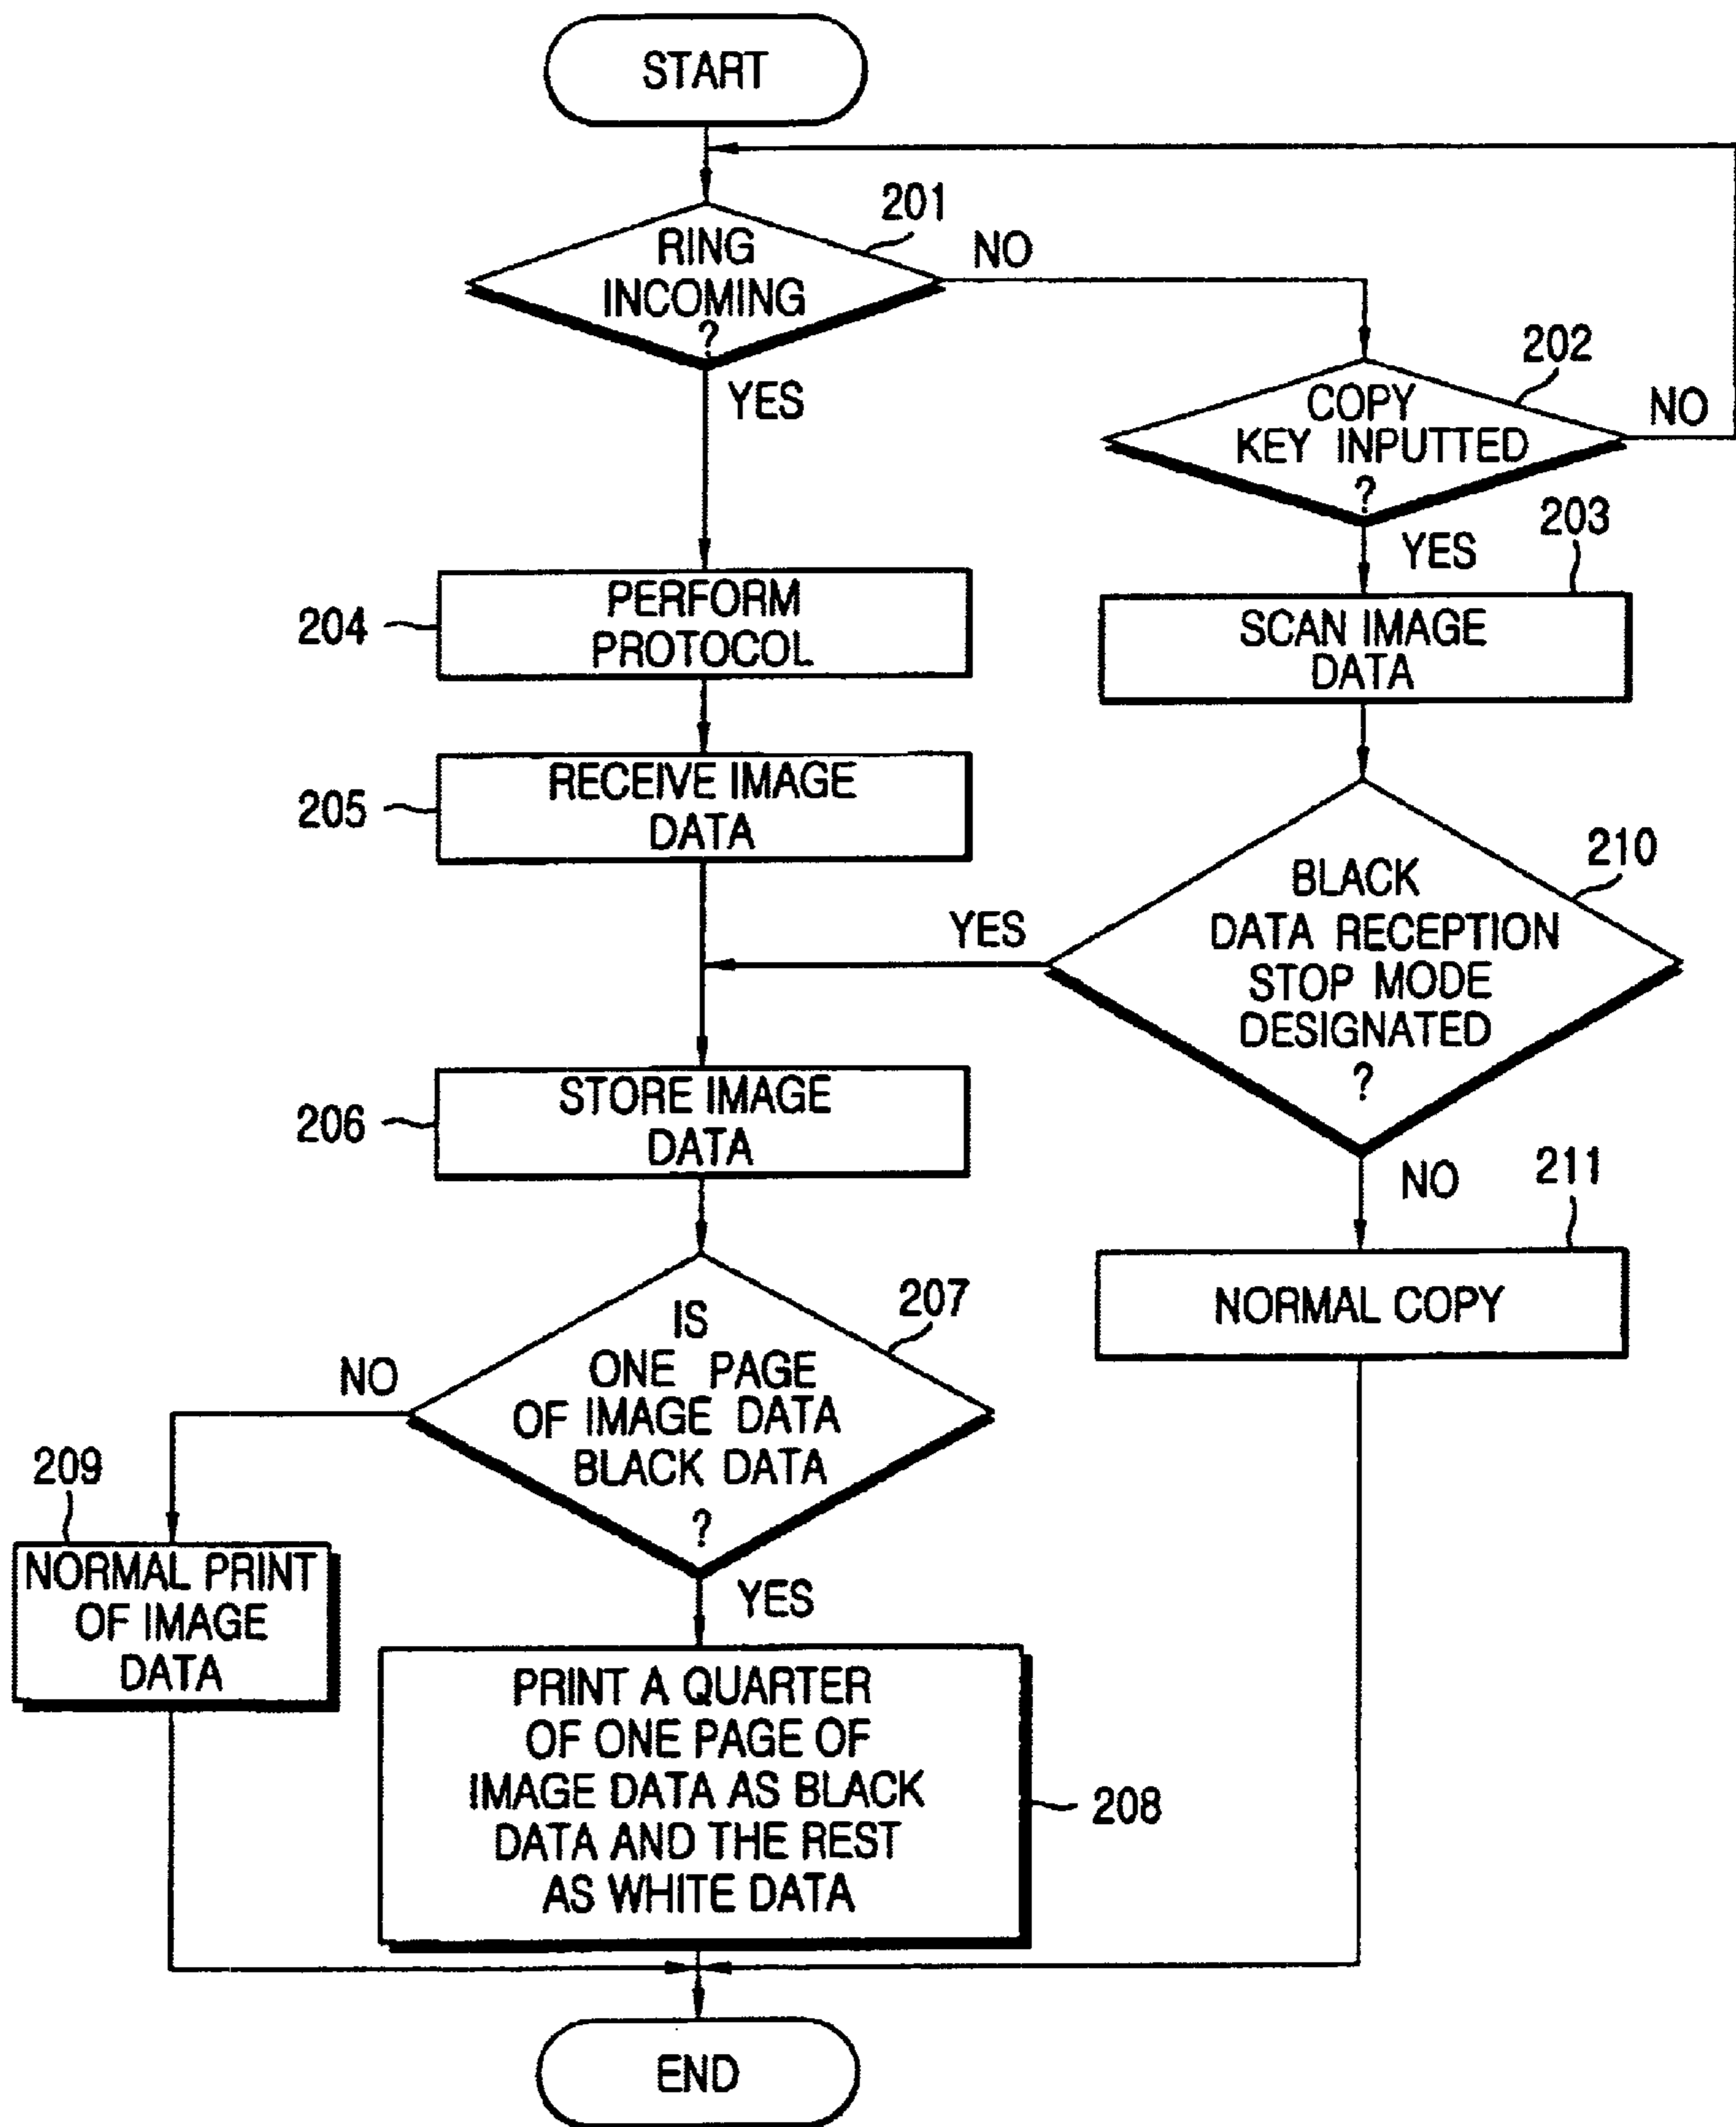 START
201
RING
INCOMING
?
NO
YES
202
COPY
KEY INPUTTED
?
NO
YES
203
SCAN IMAGE
DATA
204
PERFORM
PROTOCOL
205
RECEIVE IMAGE
DATA
210
BLACK
DATA RECEPTION
STOP MODE
DESIGNATED
?
YES
NO
206
STORE IMAGE
DATA
211
NORMAL COPY
207
IS
ONE PAGE
OF IMAGE DATA
BLACK DATA
?
NO
YES
209
NORMAL PRINT
OF IMAGE
DATA
PRINT A QUARTER
OF ONE PAGE OF
IMAGE DATA AS BLACK
DATA AND THE REST
AS WHITE DATA
208
END